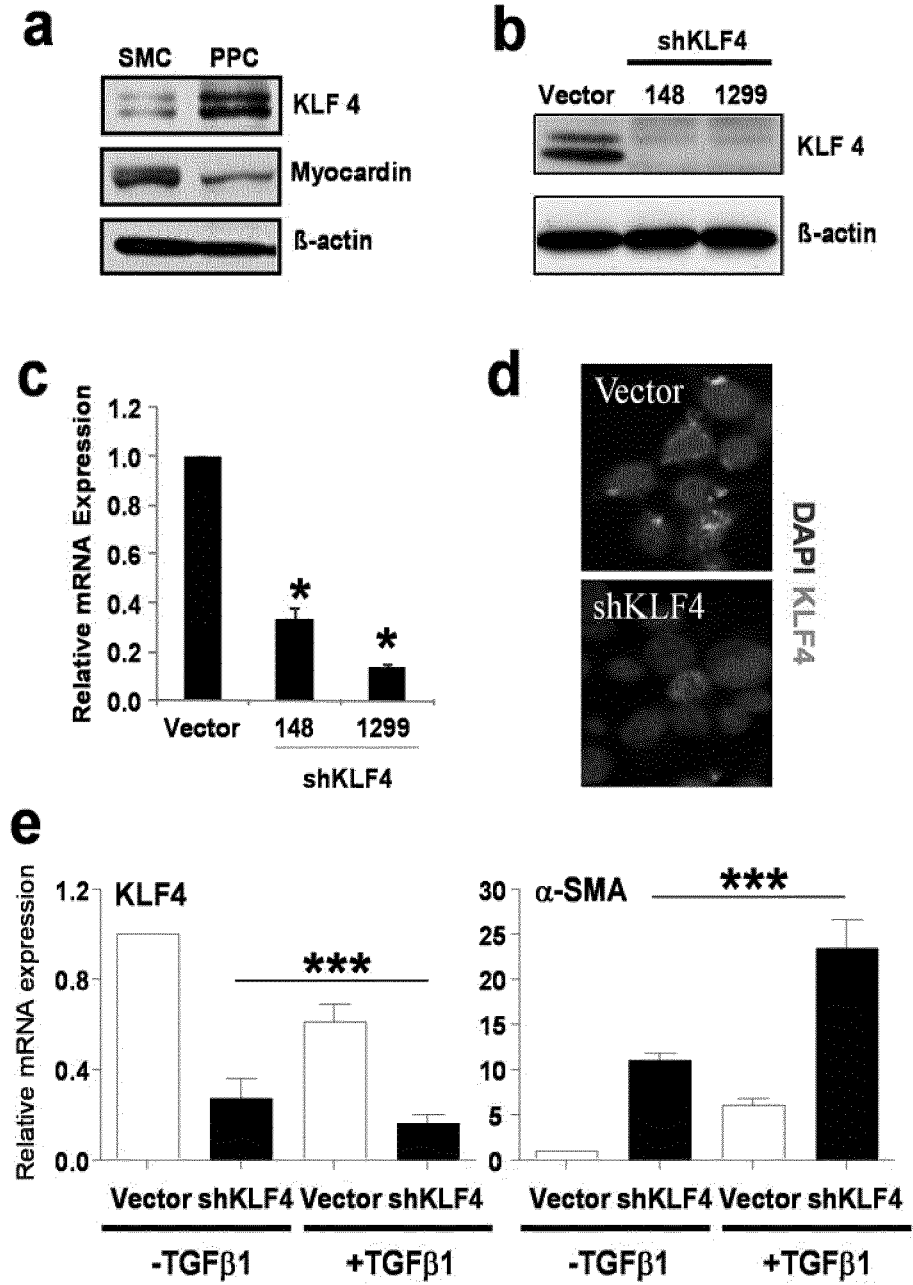 a
SMC PPC
KLF 4
Myocardin
ß-actin
b
shKLF4
Vector 148 1299
KLF 4
ß-actin
c
Relative mRNA Expression
1.2
1.0
0.8
0.6
0.4
0.2
0.0
*
*
Vector 148 1299
shKLF4
d
Vector
shKLF4
DAPI KLF4
e
Relative mRNA expression
KLF4
1.2
0.8
0.4
0.0
***
Vector shKLF4 Vector shKLF4
-TGFβ1 +TGFβ1
α-SMA
30
25
20
15
10
5
0
***
Vector shKLF4 Vector shKLF4
-TGFβ1 +TGFβ1